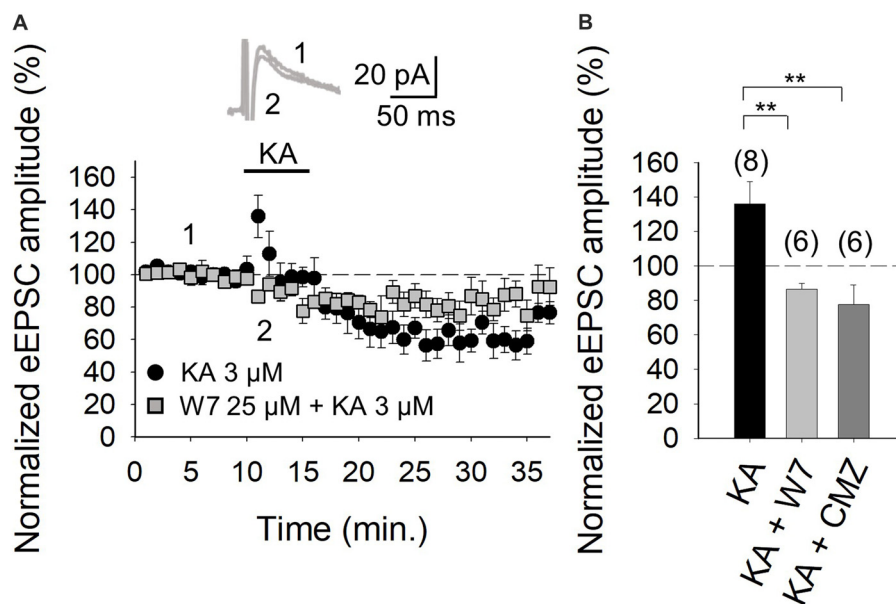 A
Normalized eEPSC amplitude (%)
1
2
20 pA
50 ms
KA
160
140
120
100
80
60
40
20
0
1
2
KA 3 µM
W7 25 µM + KA 3 µM
0 5 10 15 20 25 30 35
Time (min.)
B
Normalized eEPSC amplitude (%)
**
**
160
140
120
100
80
60
40
20
0
(8)
(6)
(6)
KA
KA + W7
KA + CMZ